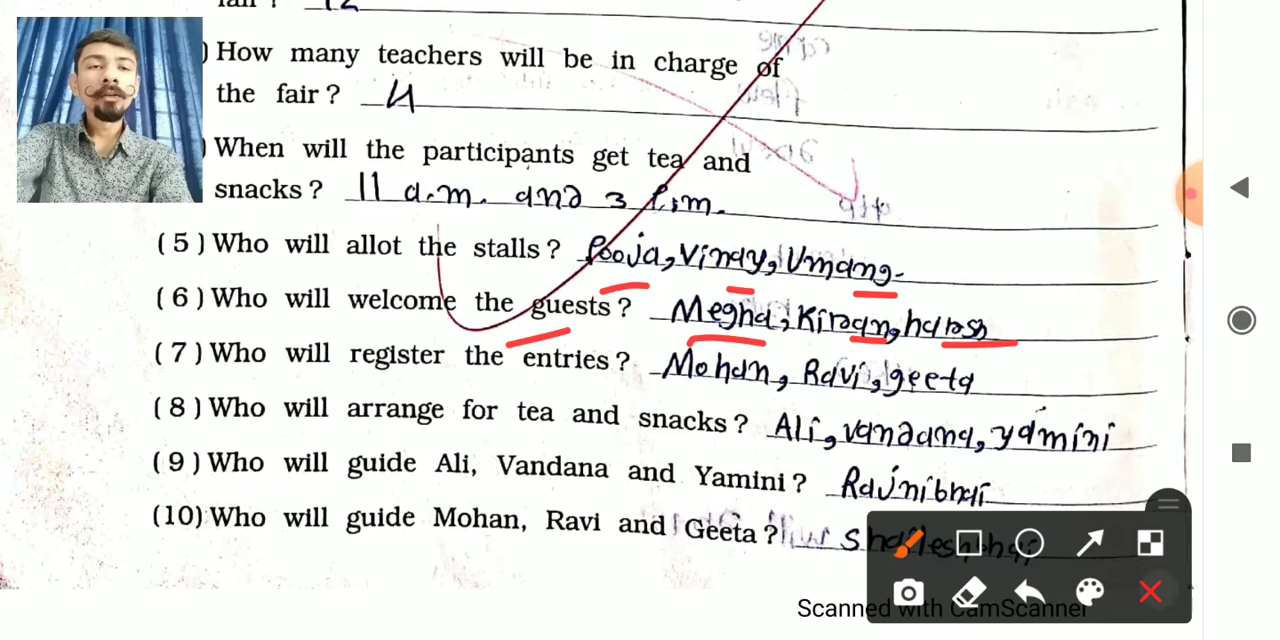 fair ? 12
) How many teachers will be in charge of
the fair ? 4
) When will the participants get tea and
snacks ? 11 a.m. and 3 p.m.
( 5 ) Who will allot the stalls ? Pooja, Vinay, Umang.
( 6 ) Who will welcome the guests ? Megha, Kiran, harsh
( 7 ) Who will register the entries ? Mohan, Ravi, geeta
( 8 ) Who will arrange for tea and snacks ? Ali, vandana, yamini
( 9 ) Who will guide Ali, Vandana and Yamini ? Rajnibhai
(10) Who will guide Mohan, Ravi and Geeta ? Shaileshbhai
Scanned with CamScanner